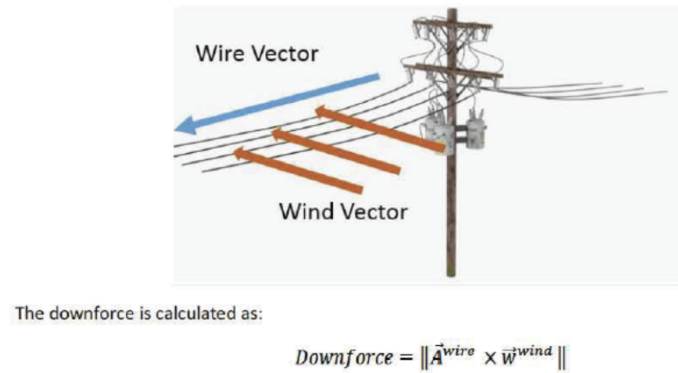 Wire Vector
Wind Vector
The downforce is calculated as:
Downforce = ‖A⃗^wire × w⃗^wind‖